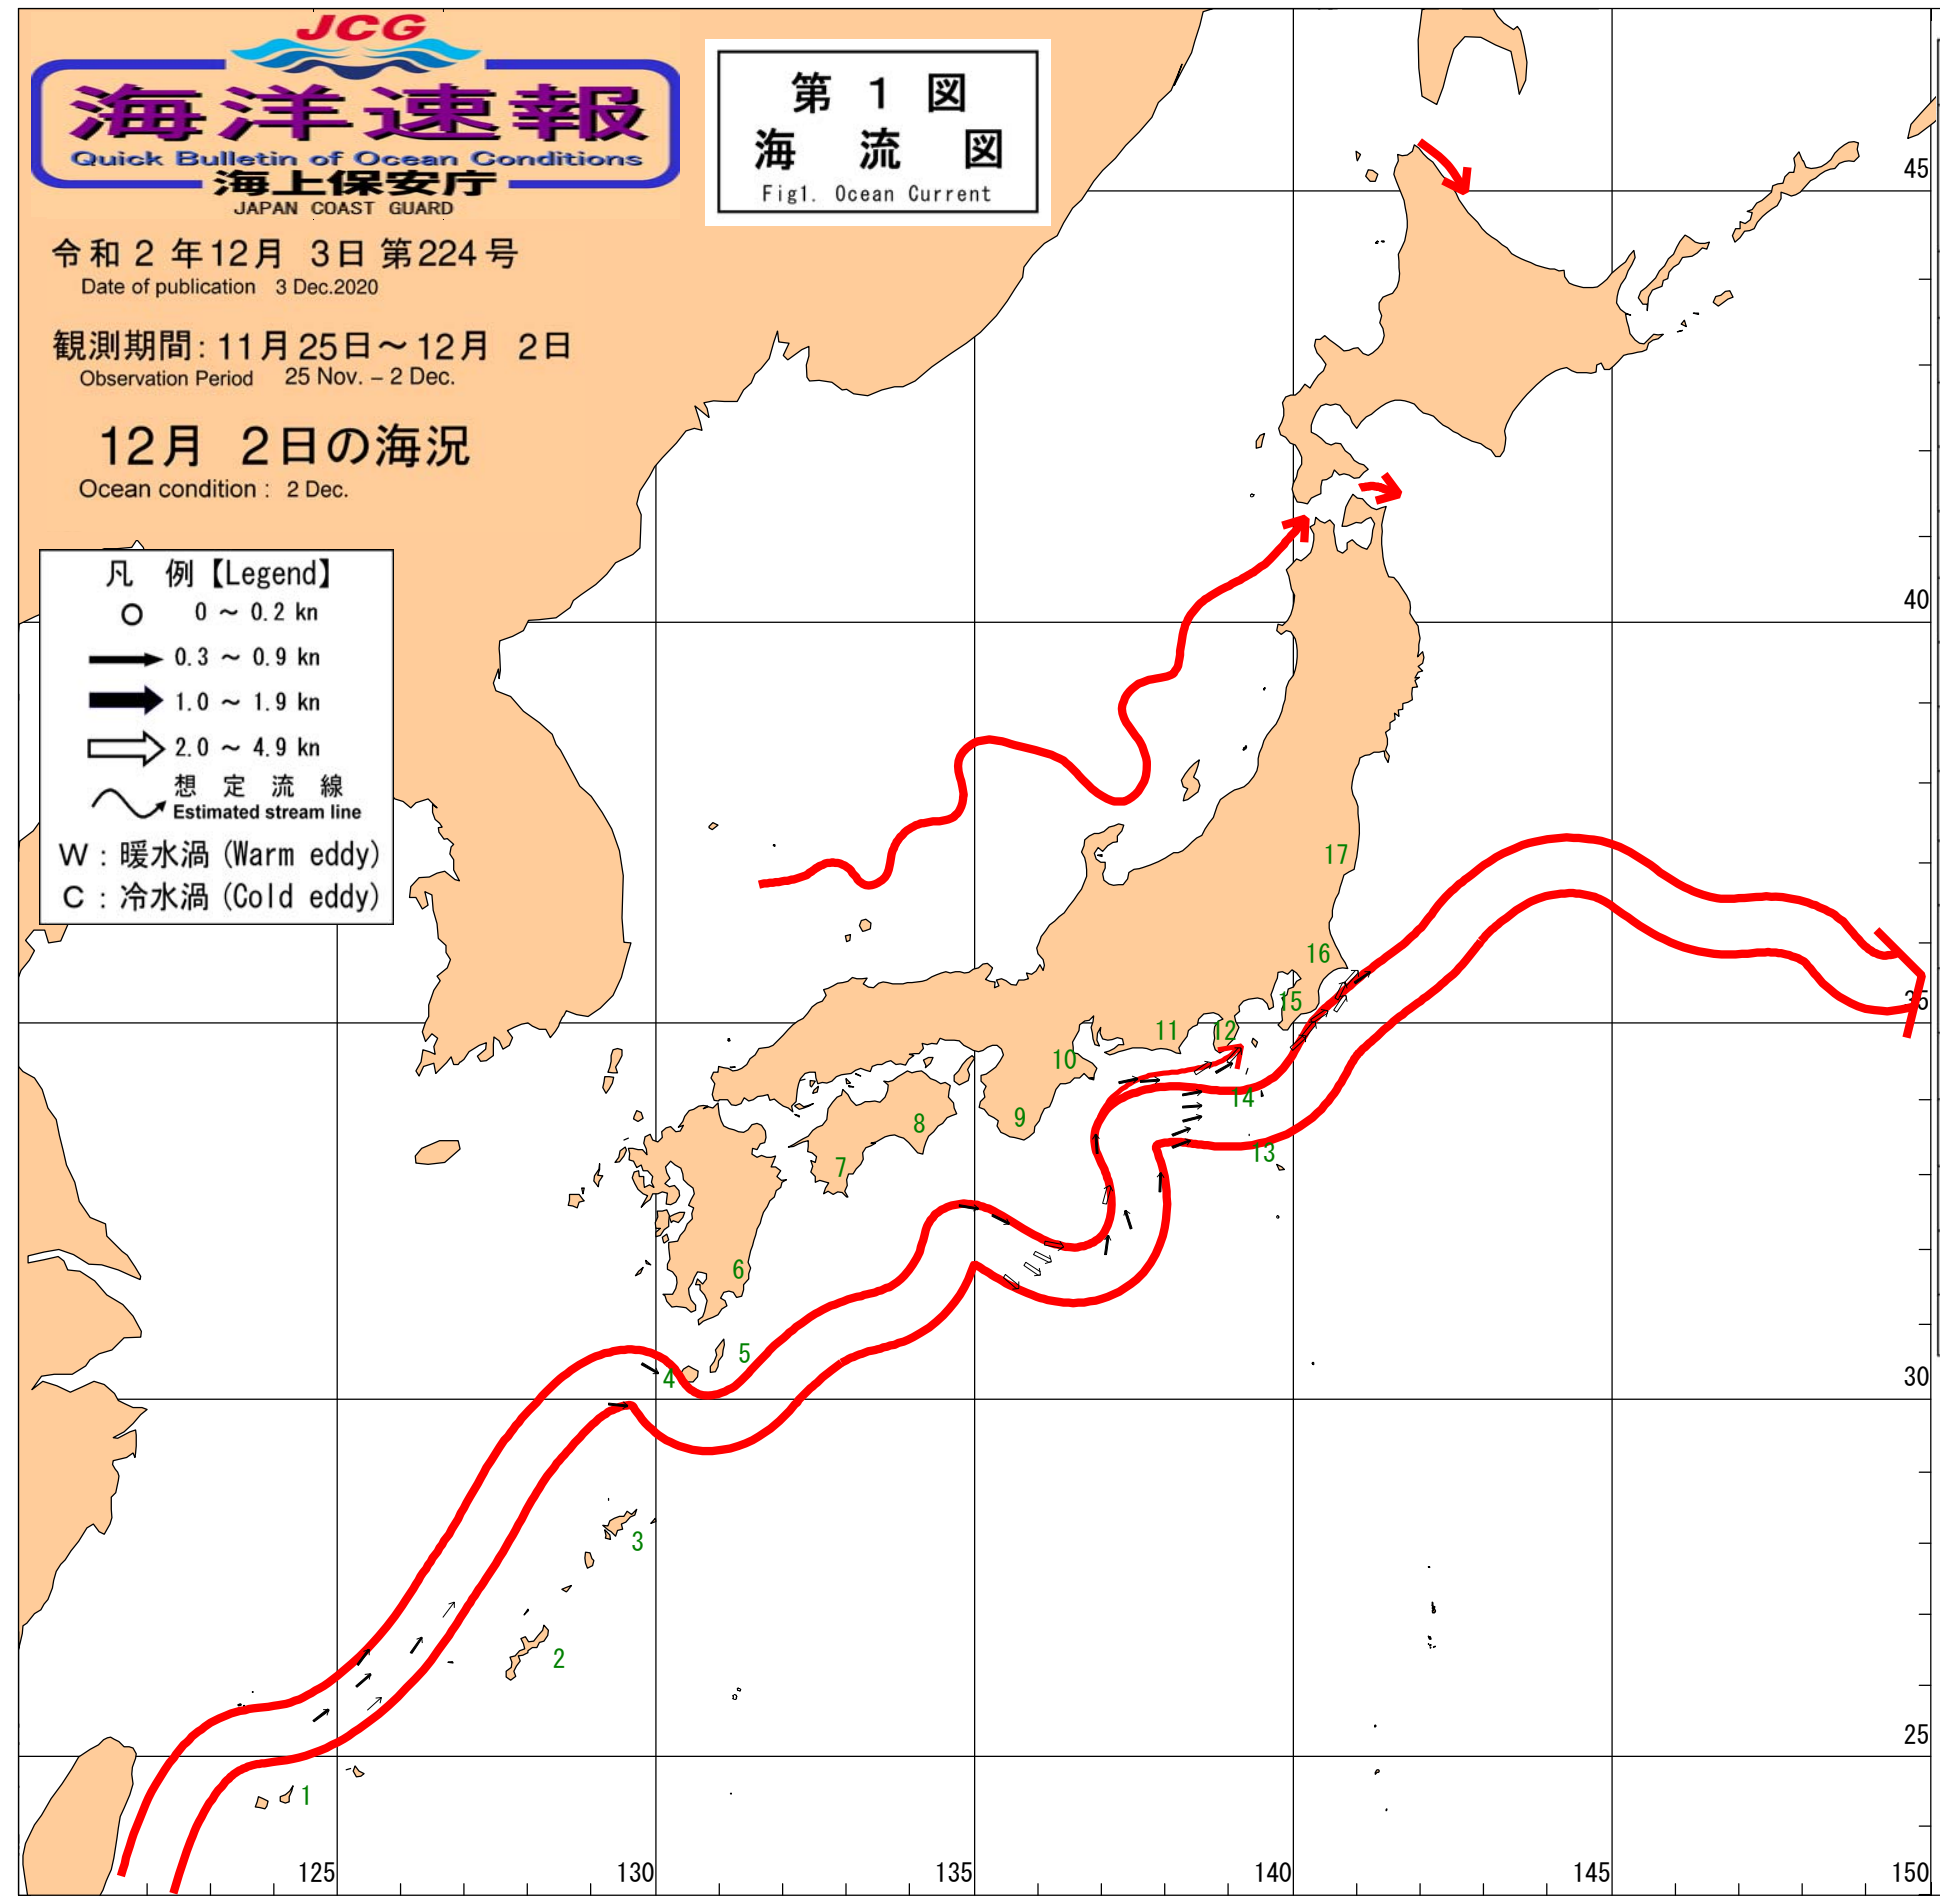 JCG
海洋速報
Quick Bulletin of Ocean Conditions
海上保安庁
JAPAN COAST GUARD
令和 2 年12月 3日 第224号
Date of publication 3 Dec.2020
観測期間: 11月25日～12月 2日
Observation Period 25 Nov. – 2 Dec.
12月 2日の海況
Ocean condition : 2 Dec.
第 1 図
海 流 図
Fig1. Ocean Current
凡 例【Legend】
0 ～ 0.2 kn
0.3 ～ 0.9 kn
1.0 ～ 1.9 kn
2.0 ～ 4.9 kn
想 定 流 線
Estimated stream line
W : 暖水渦 (Warm eddy)
C : 冷水渦 (Cold eddy)
45
40
17
16
35
15
12
11
10
14
9
8
13
7
6
5
4
30
3
2
25
1
125
130
135
140
145
150